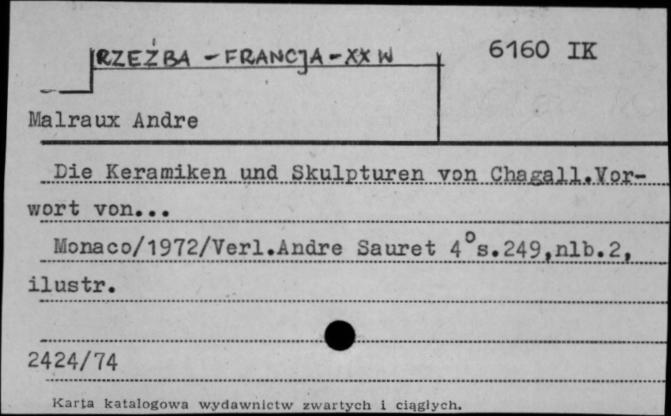 RZEŹBA - FRANCJA - XX W
6160 IK
Malraux Andre
Die Keramiken und Skulpturen von Chagall.Vor-
wort von...
Monaco/1972/Verl.Andre Sauret 4° s.249,nlb.2,
ilustr.
2424/74
Karta katalogowa wydawnictw zwartych i ciągłych.